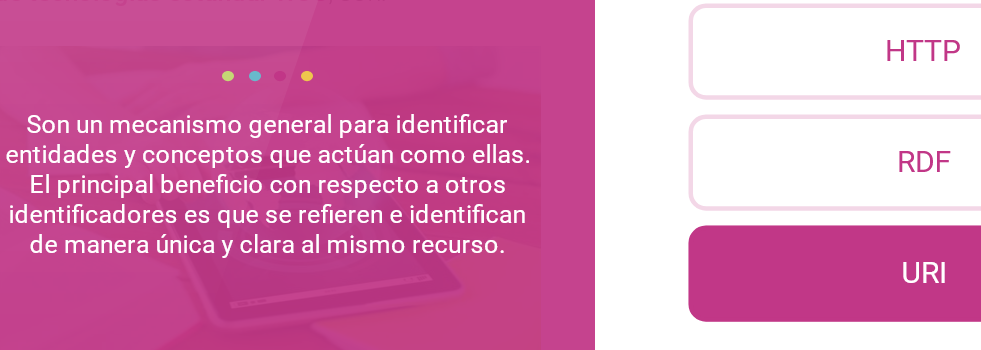 Son un mecanismo general para identificar
entidades y conceptos que actúan como ellas.
El principal beneficio con respecto a otros
identificadores es que se refieren e identifican
de manera única y clara al mismo recurso.
HTTP
RDF
URI